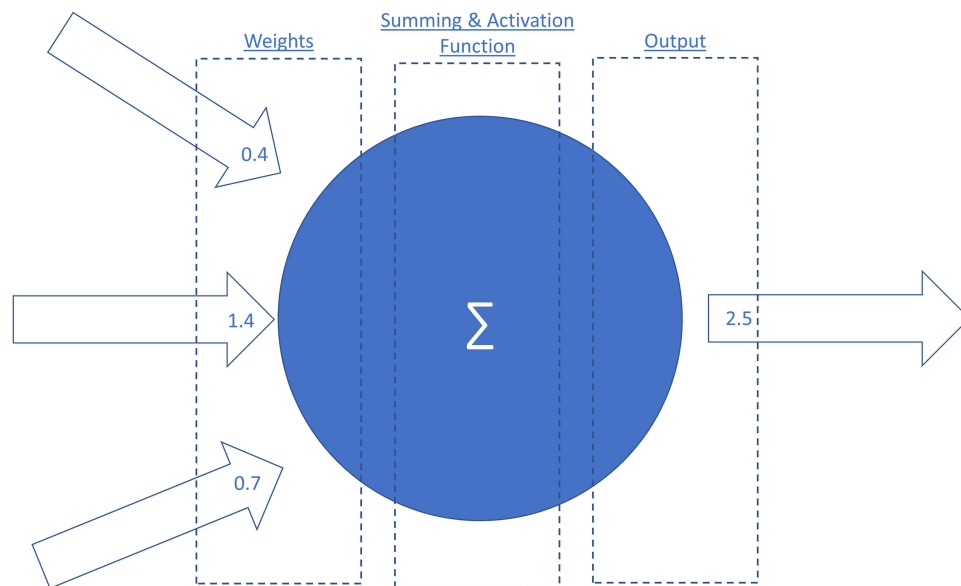 Weights
Summing & Activation
Function
Output
0.4
1.4
0.7
∑
2.5